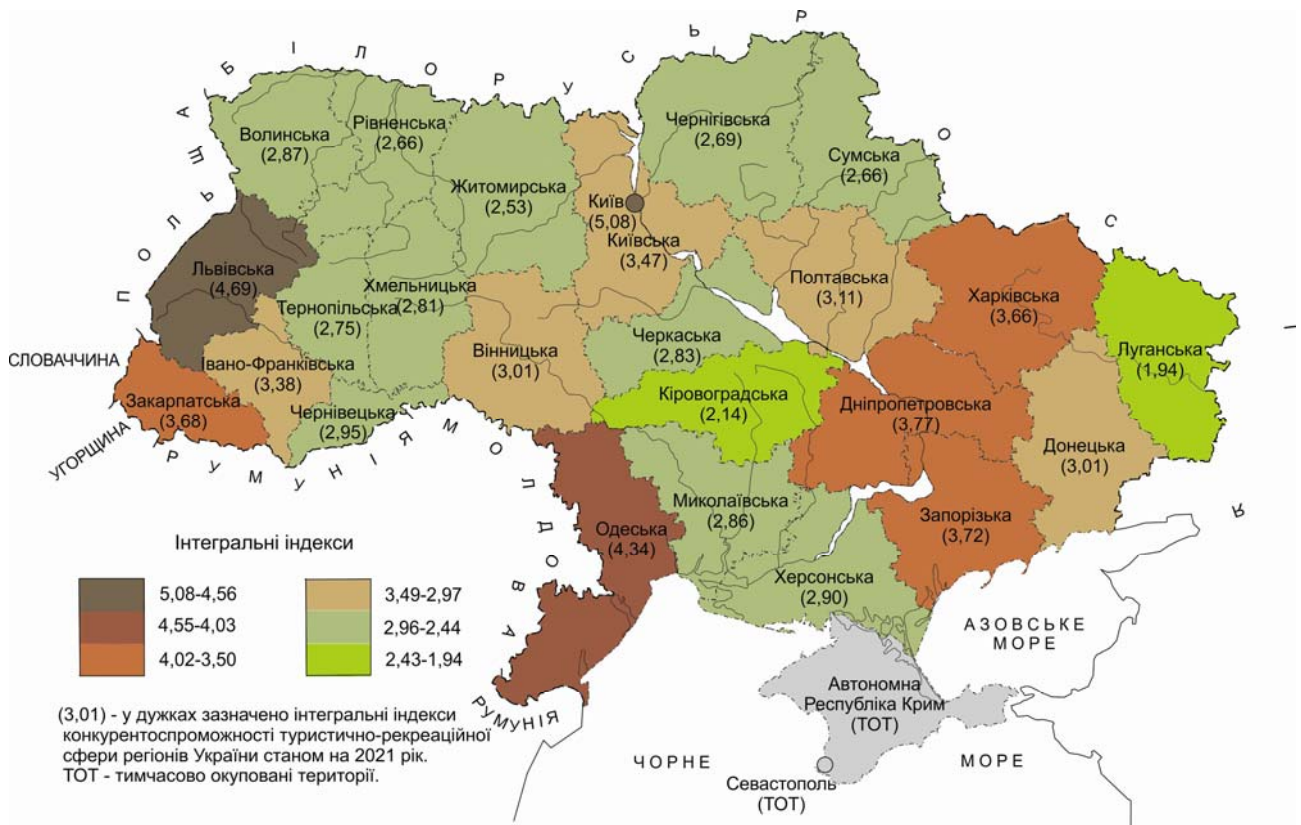 БІЛОРУСЬ
РОСІЯ
ПОЛЬЩА
Волинська
(2,87)
Рівненська
(2,66)
Житомирська
(2,53)
Київ
(5,08)
Київська
(3,47)
Чернігівська
(2,69)
Сумська
(2,66)
Львівська
(4,69)
Тернопільська
(2,75)
Хмельницька
(2,81)
Вінницька
(3,01)
Черкаська
(2,83)
Полтавська
(3,11)
Харківська
(3,66)
Луганська
(1,94)
СЛОВАЧЧИНА
Закарпатська
(3,68)
Івано-Франківська
(3,38)
Чернівецька
(2,95)
Кіровоградська
(2,14)
Дніпропетровська
(3,77)
Донецька
(3,01)
УГОРЩИНА
РУМУНІЯ
МОЛДОВА
Одеська
(4,34)
Миколаївська
(2,86)
Запорізька
(3,72)
Херсонська
(2,90)
РУМУНІЯ
АЗОВСЬКЕ
МОРЕ
Автономна
Республіка Крим
(ТОТ)
ЧОРНЕ МОРЕ
Севастополь
(ТОТ)
Інтегральні індекси
5,08-4,56
4,55-4,03
4,02-3,50
3,49-2,97
2,96-2,44
2,43-1,94
(3,01) - у дужках зазначено інтегральні індекси
конкурентоспроможності туристично-рекреаційної
сфери регіонів України станом на 2021 рік.
ТОТ - тимчасово окуповані території.